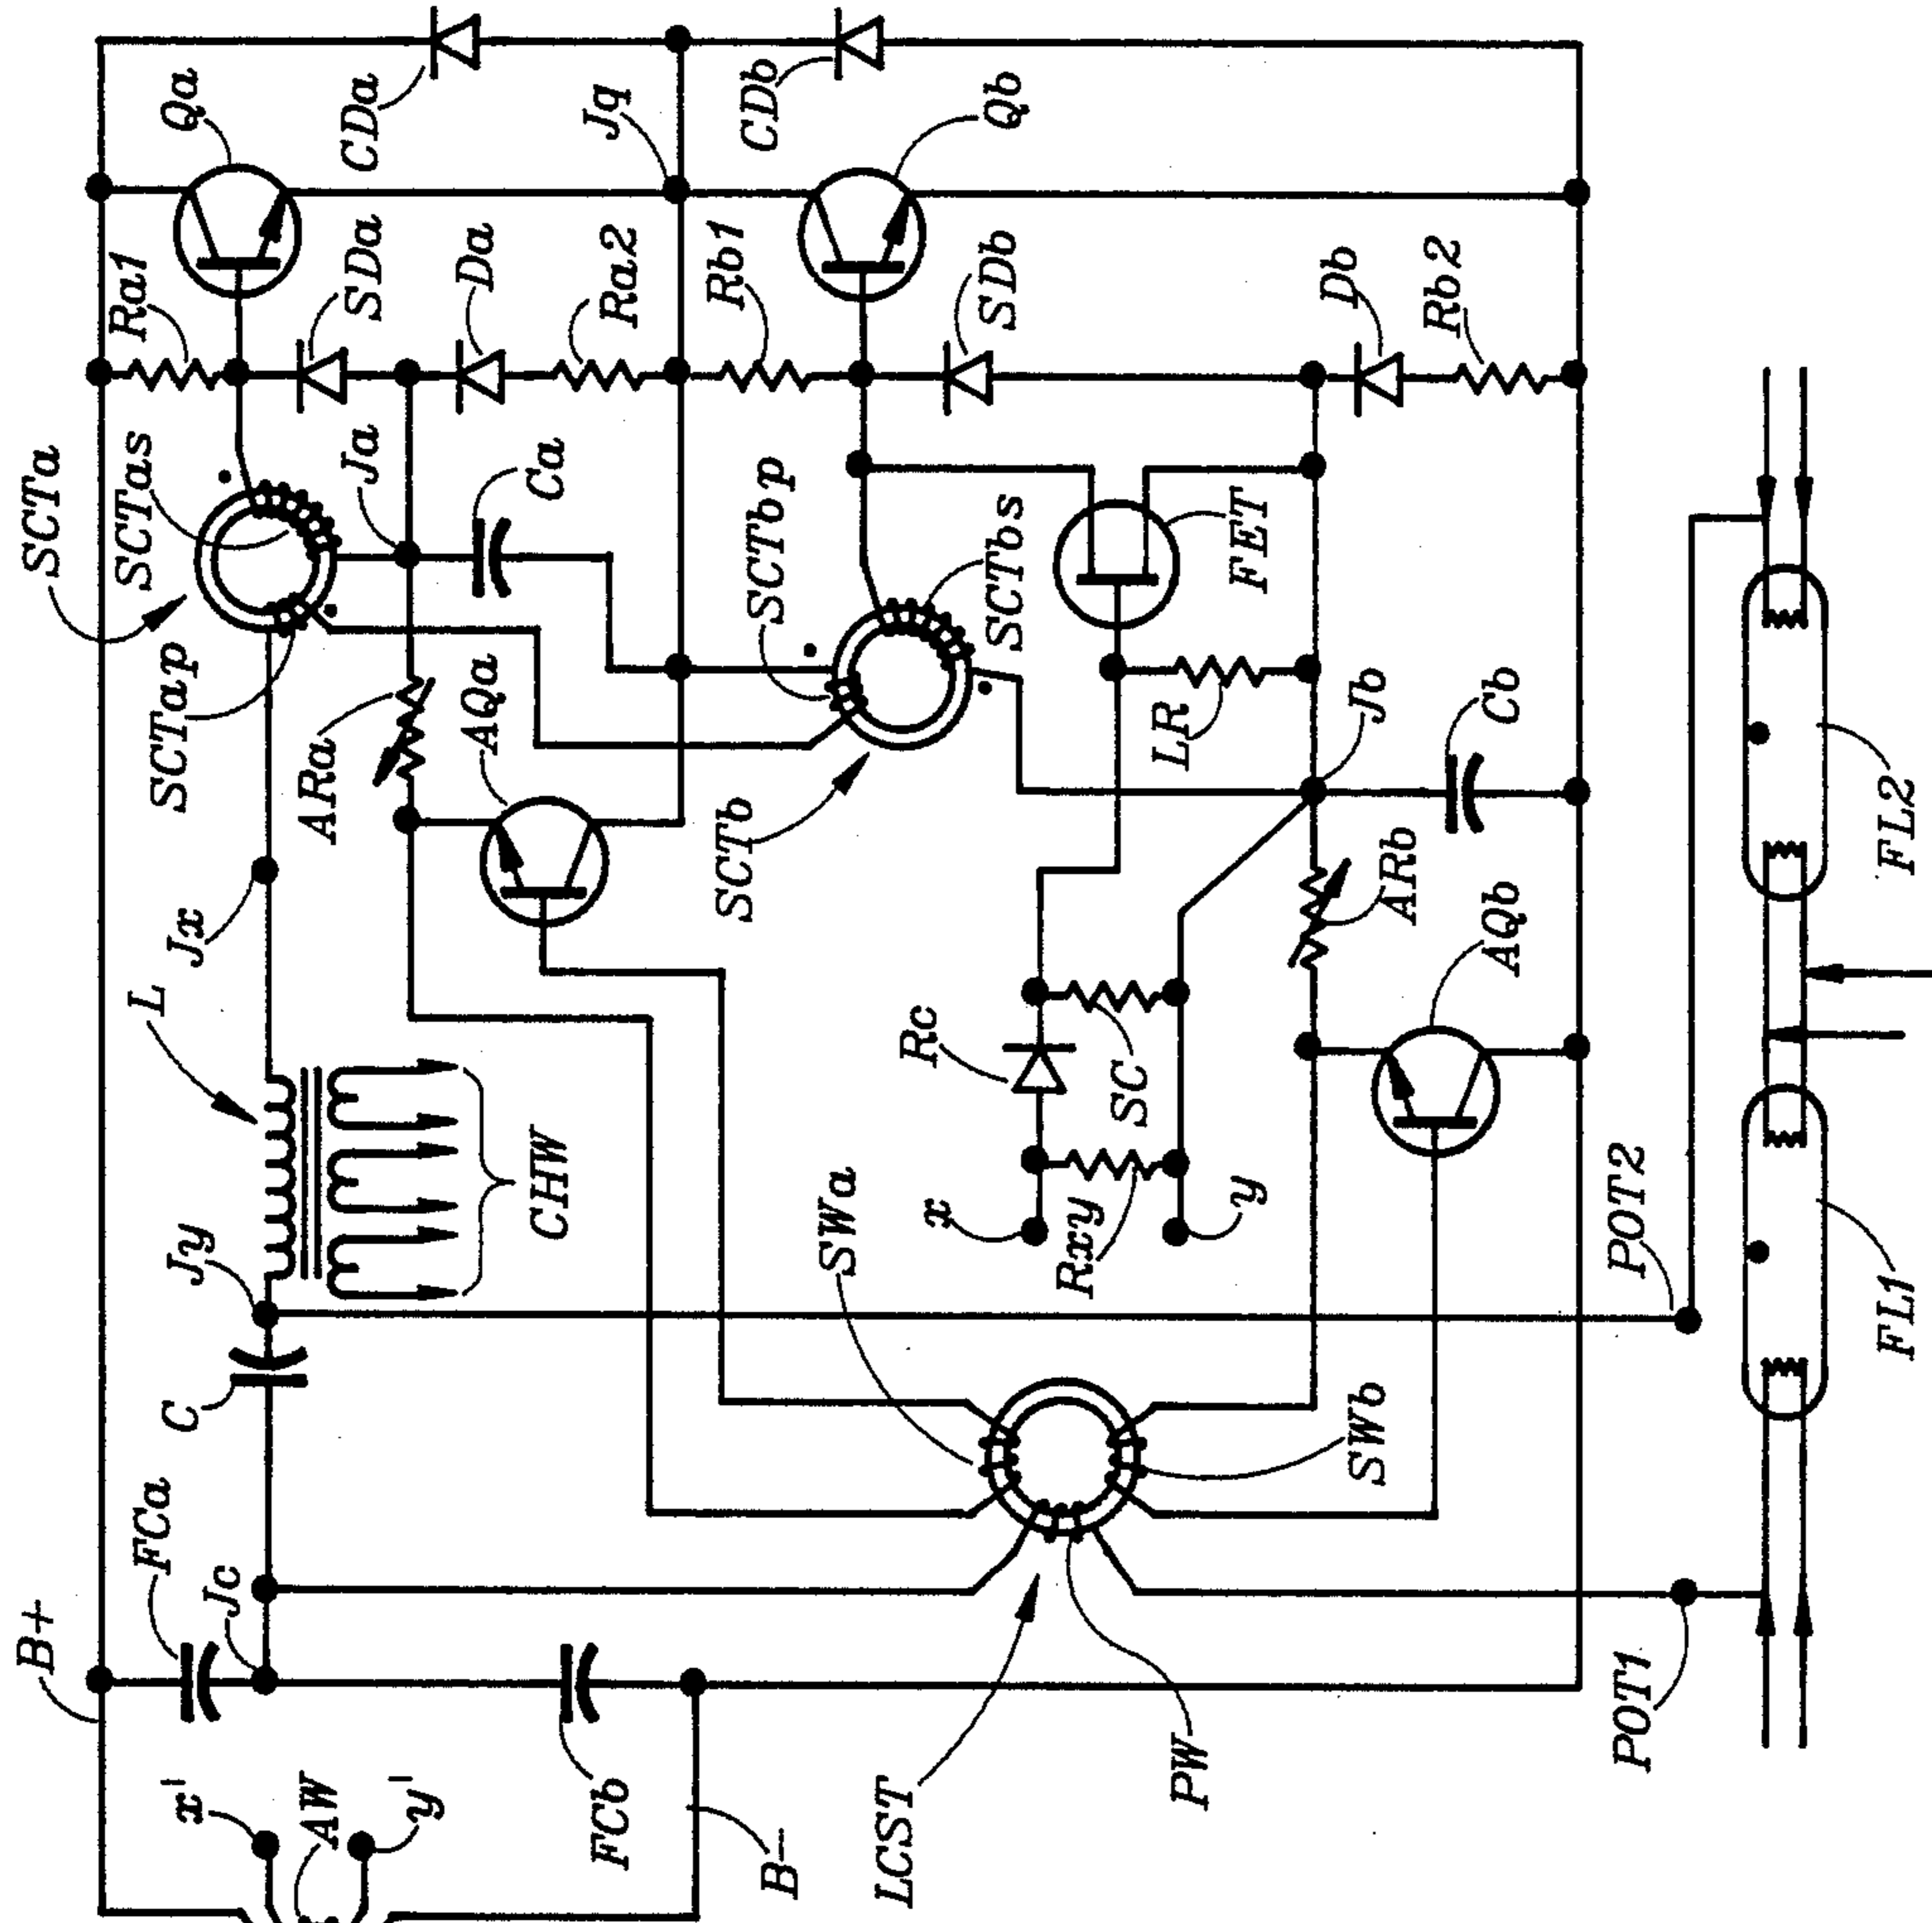 B+
FCa
Jc
x'
AW
y'
FCb
B-
C
Jy
L
Jx
CHW
SCTa
SCTas
SCTap
ARa
AQa
Ra1
Qa
SDa
Ja
Da
Ca
Ra2
CDa
Jq
Rb1
CDb
Qb
SCTbp
SCTb
SCTbs
SDb
FET
LR
Db
Rb2
Jb
Cb
ARb
AQb
Rc
SC
x
Rxy
y
SWa
SWb
LCST
PW
POT2
POT1
FL1
FL2